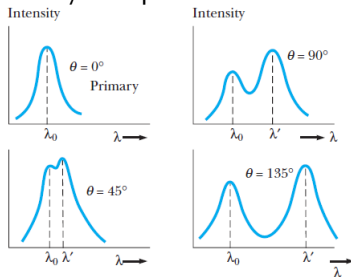 Intensity
θ = 0°
Primary
λ₀ λ
Intensity
θ = 90°
λ₀ λ′ λ
θ = 45°
λ₀ λ′ λ
θ = 135°
λ₀ λ′
λ